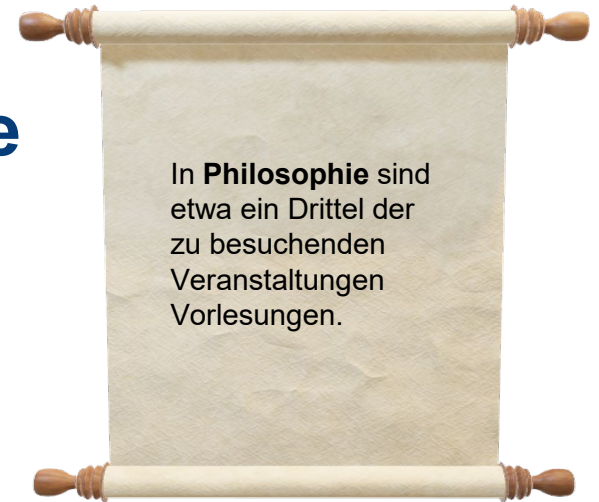 e
In Philosophie sind
etwa ein Drittel der
zu besuchenden
Veranstaltungen
Vorlesungen.